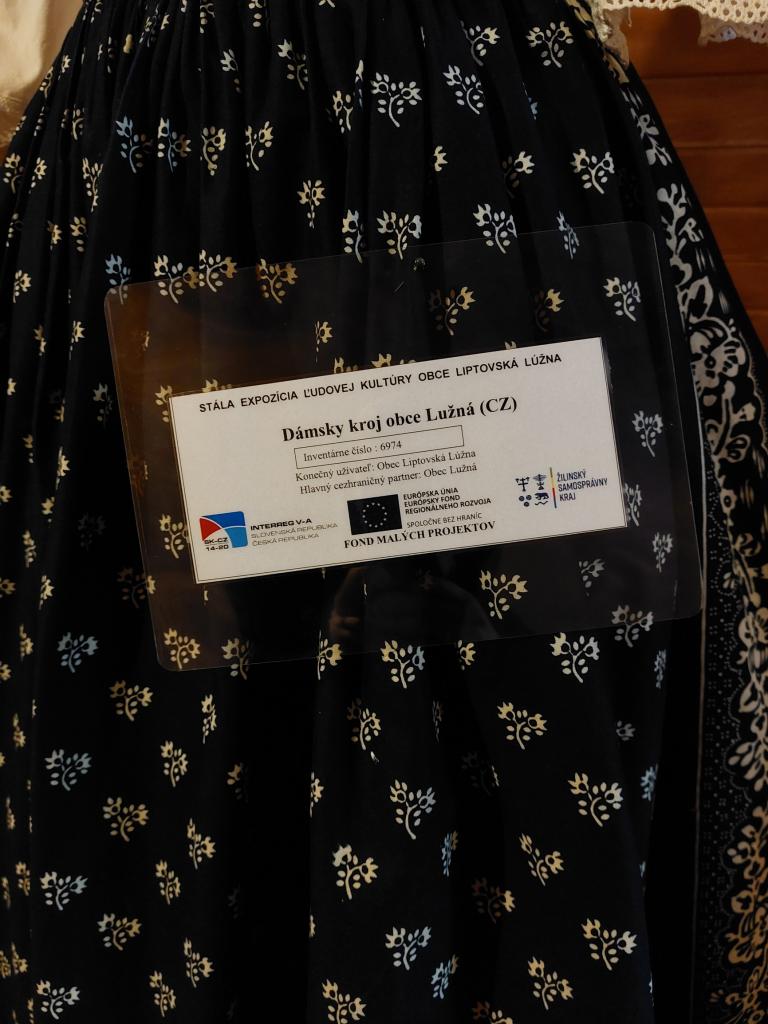 STÁLA EXPOZÍCIA ĽUDOVEJ KULTÚRY OBCE LIPTOVSKÁ LÚŽNA
Dámsky kroj obce Lužná (CZ)
Inventárne číslo : 6974
Konečný užívateľ: Obec Liptovská Lúžna
Hlavný cezhraničný partner: Obec Lužná
SK-CZ
14-20
INTERREG V-A
SLOVENSKÁ REPUBLIKA
ČESKÁ REPUBLIKA
EURÓPSKA ÚNIA
EURÓPSKY FOND
REGIONÁLNEHO ROZVOJA
SPOLOČNE BEZ HRANÍC
ŽILINSKÝ
SAMOSPRÁVNY
KRAJ
FOND MALÝCH PROJEKTOV